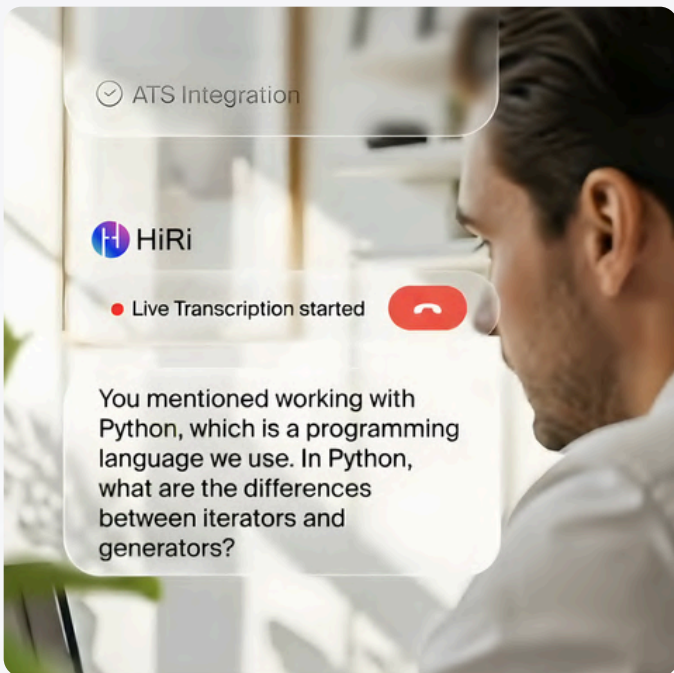 ATS Integration
HiRi
Live Transcription started
You mentioned working with
Python, which is a programming
language we use. In Python,
what are the differences
between iterators and
generators?